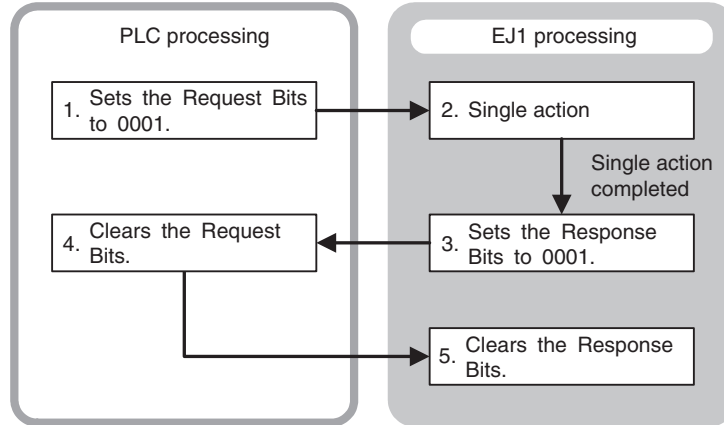 PLC processing
EJ1 processing
1. Sets the Request Bits
to 0001.
2. Single action
Single action
completed
3. Sets the Response
Bits to 0001.
4. Clears the Request
Bits.
5. Clears the Response
Bits.